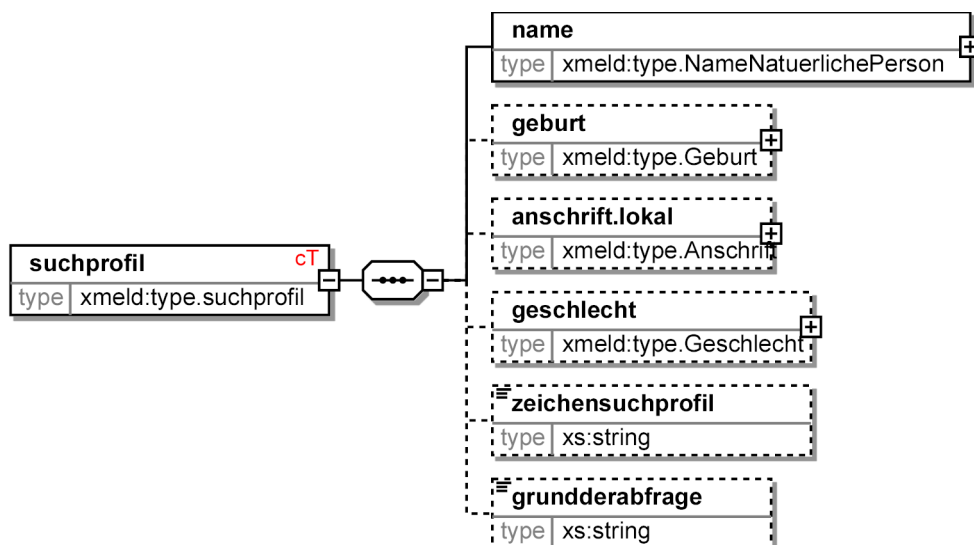 name
type xmeld:type.NameNatuerlichePerson
geburt
type xmeld:type.Geburt
anschrift.lokal
type xmeld:type.Anschrift
suchprofil cT
type xmeld:type.suchprofil
geschlecht
type xmeld:type.Geschlecht
zeichensuchprofil
type xs:string
grundderabfrage
type xs:string